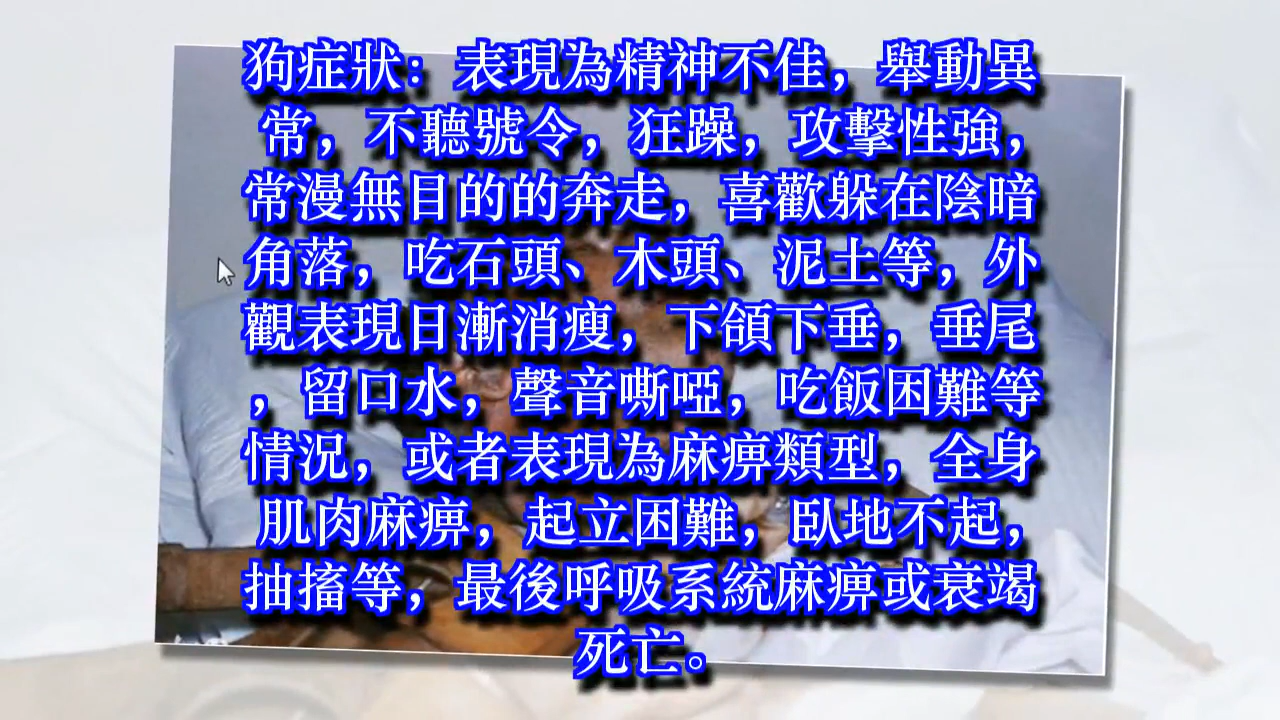 狗症狀：表現為精神不佳，舉動異
常，不聽號令，狂躁，攻擊性強，
常漫無目的的奔走，喜歡躲在陰暗
角落，吃石頭、木頭、泥土等，外
觀表現日漸消瘦，下頜下垂，垂尾
，留口水，聲音嘶啞，吃飯困難等
情況，或者表現為麻痹類型，全身
肌肉麻痹，起立困難，臥地不起，
抽搐等，最後呼吸系統麻痹或衰竭
死亡。